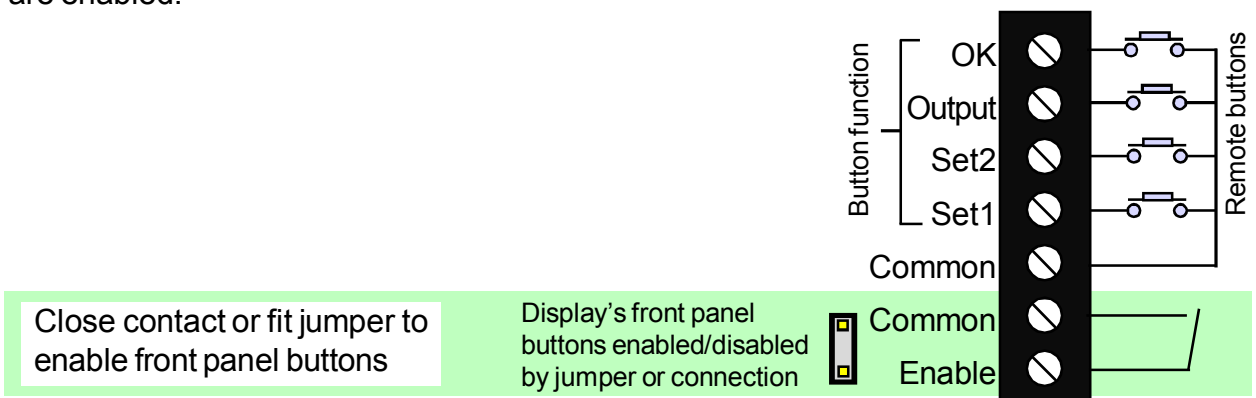 are enabled.
Button function
OK
Output
Set2
Set1
Common
Common
Enable
Remote buttons
Close contact or fit jumper to
enable front panel buttons
Display's front panel
buttons enabled/disabled
by jumper or connection